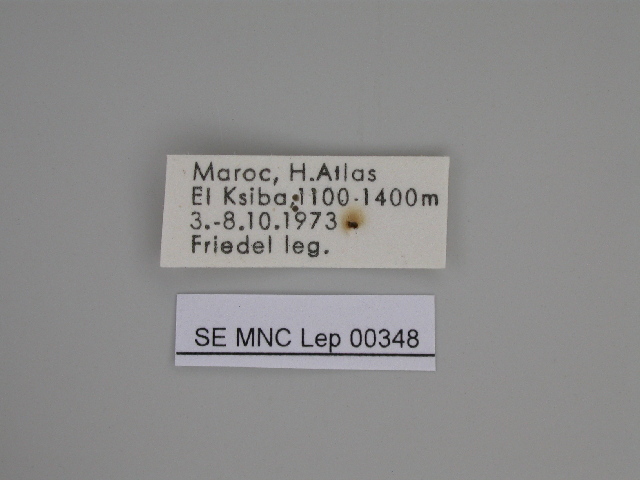 Maroc, H.Atlas
El Ksiba,1100-1400m
3.-8.10.1973
Friedel leg.
SE MNC Lep 00348